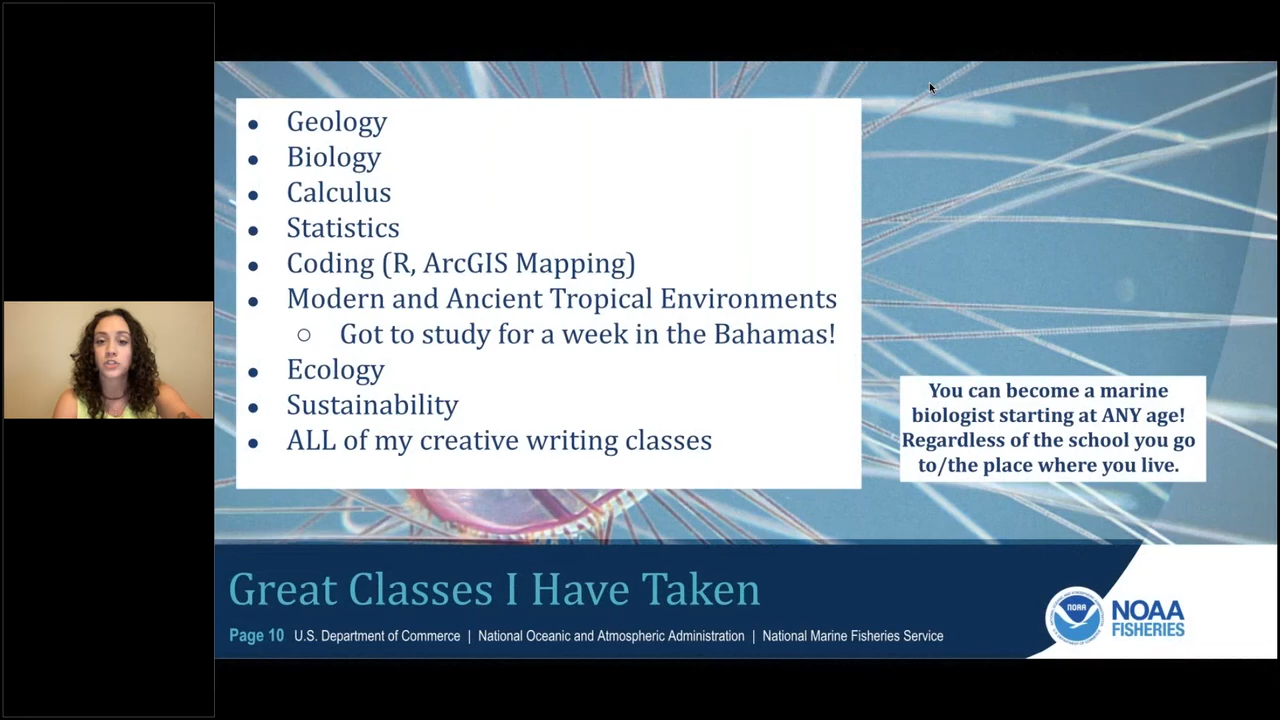 ● Geology
● Biology
● Calculus
● Statistics
● Coding (R, ArcGIS Mapping)
● Modern and Ancient Tropical Environments
○ Got to study for a week in the Bahamas!
● Ecology
● Sustainability
● ALL of my creative writing classes
You can become a marine
biologist starting at ANY age!
Regardless of the school you go
to/the place where you live.
Great Classes I Have Taken
Page 10 U.S. Department of Commerce | National Oceanic and Atmospheric Administration | National Marine Fisheries Service
NOAA
NOAA
FISHERIES